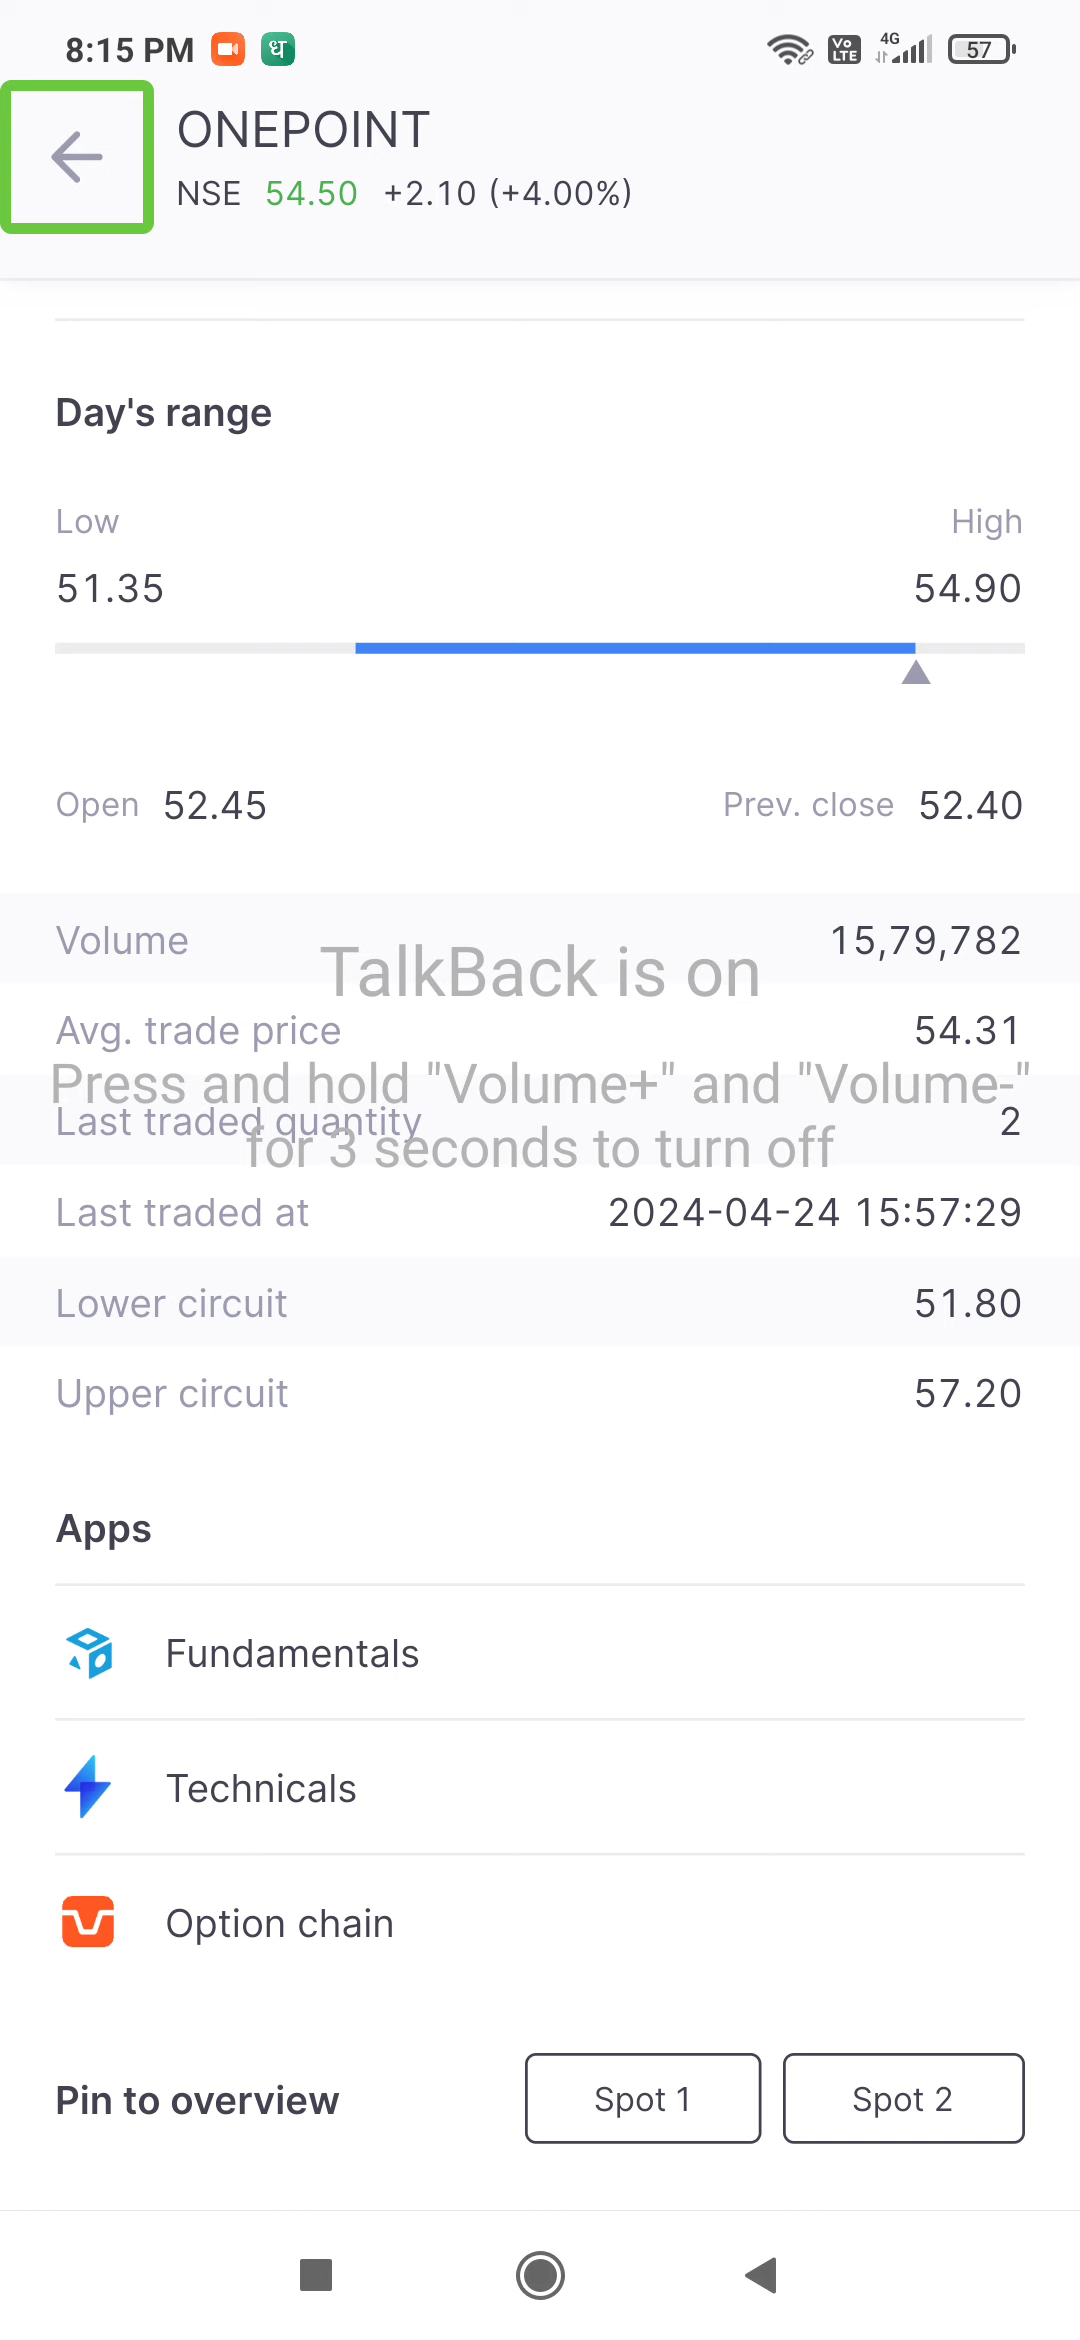 8:15 PM ध Vo LTE 4G 57
ONEPOINT
NSE 54.50 +2.10 (+4.00%)
Day's range
Low High
51.35 54.90
Open 52.45 Prev. close 52.40
Volume 15,79,782
TalkBack is on
Avg. trade price 54.31
Press and hold "Volume+" and "Volume-"
Last traded quantity 2
for 3 seconds to turn off
Last traded at 2024-04-24 15:57:29
Lower circuit 51.80
Upper circuit 57.20
Apps
Fundamentals
Technicals
Option chain
Pin to overview Spot 1 Spot 2